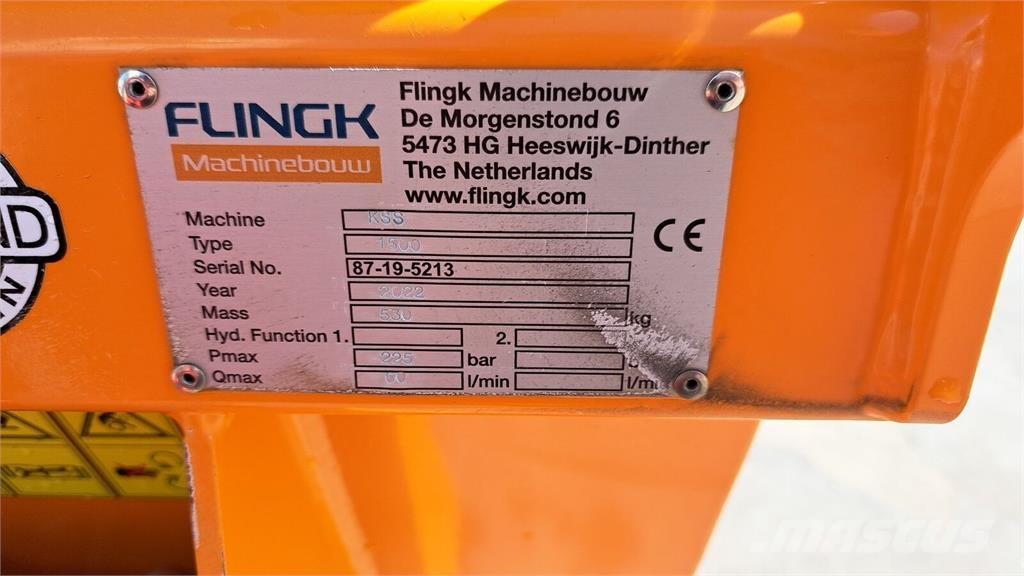 FLINGK
Machinebouw
Flingk Machinebouw
De Morgenstond 6
5473 HG Heeswijk-Dinther
The Netherlands
www.flingk.com
Machine KSS
Type 1500
Serial No. 87-19-5213
Year 2022
Mass 530 kg
Hyd. Function 1. 2.
Pmax 225 bar
Qmax 60 l/min l/min
CE
ND
mascus